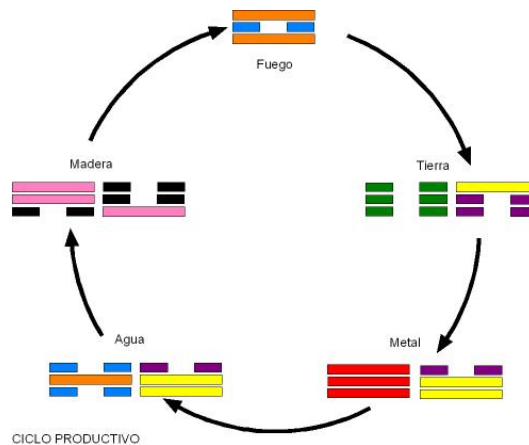 Fuego
Madera
Tierra
Agua
Metal
CICLO PRODUCTIVO